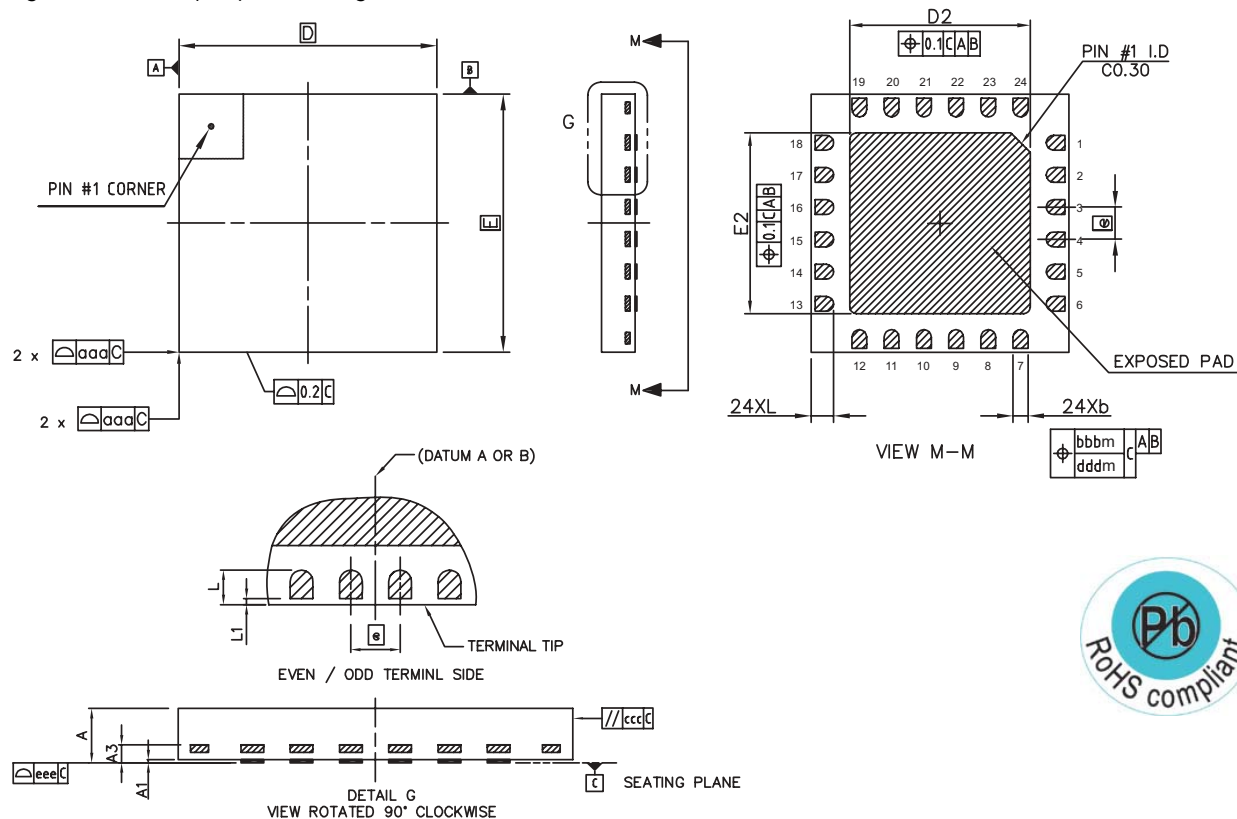 D
M
D2
⌖ 0.1 C A B
PIN #1 I.D
C0.30
A
B
19 20 21 22 23 24
G
PIN #1 CORNER
E
E2
⌖ 0.1 C A B
18
17
16
15
14
13
1
2
3
4
5
6
e
12 11 10 9 8 7
EXPOSED PAD
2 x ⌓ aaa C
⌓ 0.2 C
2 x ⌓ aaa C
M
24XL
24Xb
VIEW M-M
⌖ bbbm C A B
dddm
(DATUM A OR B)
L
L1
e
TERMINAL TIP
EVEN / ODD TERMINL SIDE
Pb
RoHS compliant
A
A3
A1
// ccc C
⌓ eee C
C SEATING PLANE
DETAIL G
VIEW ROTATED 90° CLOCKWISE